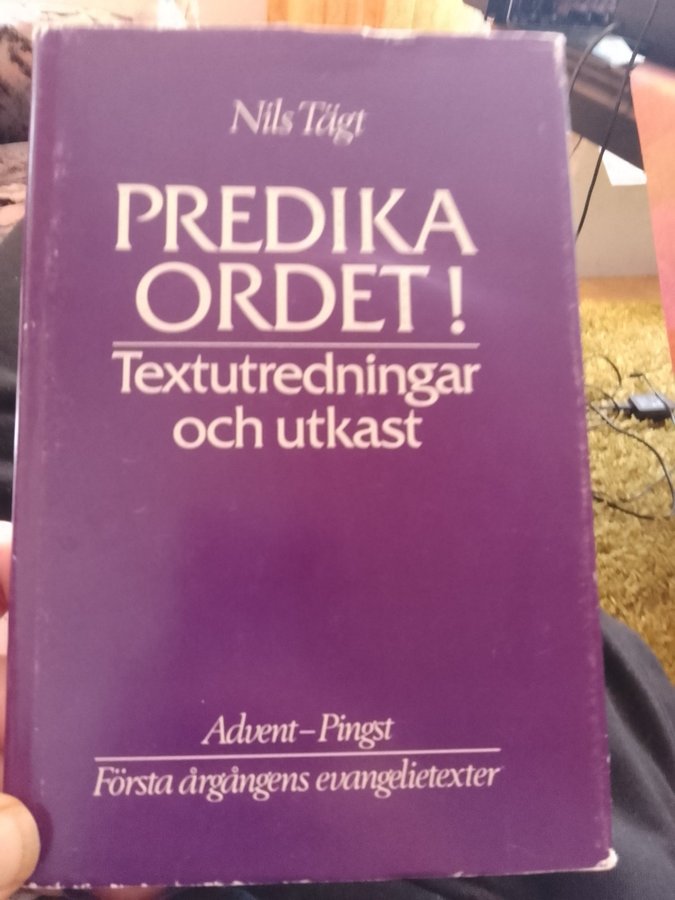 Nils Tägt
PREDIKA
ORDET!
Textutredningar
och utkast
Advent–Pingst
Första årgångens evangelietexter